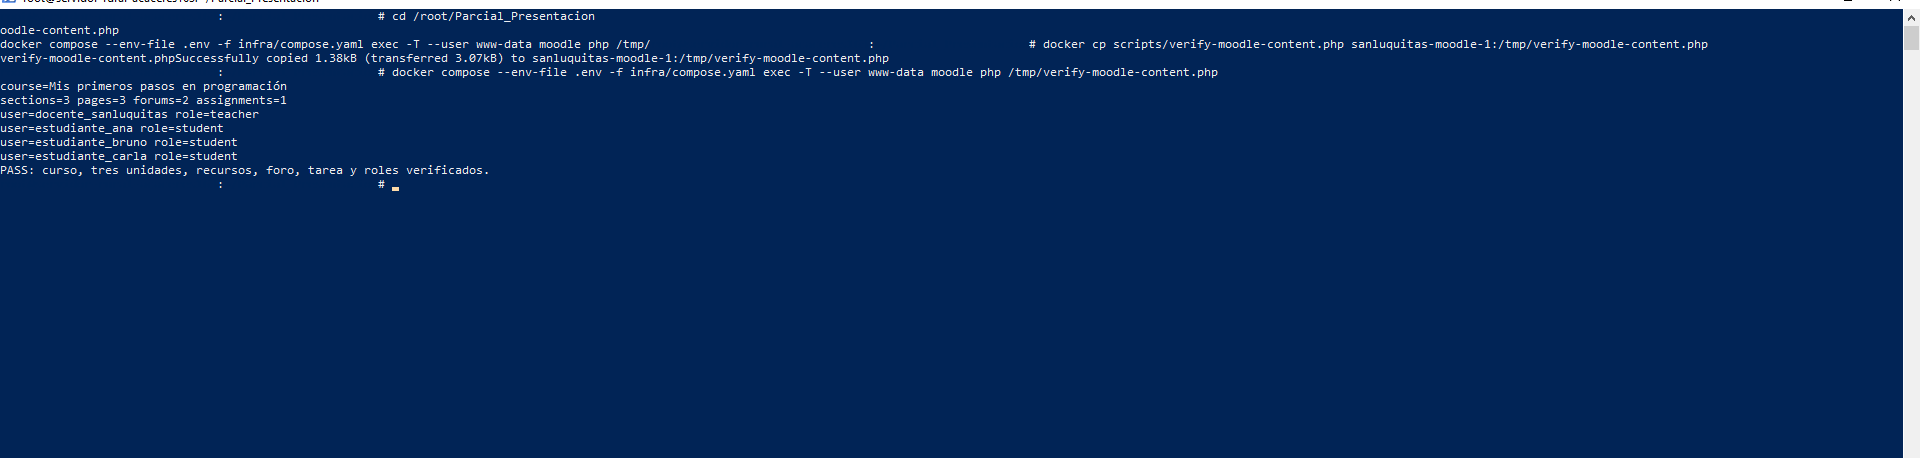 : # cd /root/Parcial_Presentacion
oodle-content.php
docker compose --env-file .env -f infra/compose.yaml exec -T --user www-data moodle php /tmp/ : # docker cp scripts/verify-moodle-content.php sanluquitas-moodle-1:/tmp/verify-moodle-content.php
verify-moodle-content.phpSuccessfully copied 1.38kB (transferred 3.07kB) to sanluquitas-moodle-1:/tmp/verify-moodle-content.php
: # docker compose --env-file .env -f infra/compose.yaml exec -T --user www-data moodle php /tmp/verify-moodle-content.php
course=Mis primeros pasos en programación
sections=3 pages=3 forums=2 assignments=1
user=docente_sanluquitas role=teacher
user=estudiante_ana role=student
user=estudiante_bruno role=student
user=estudiante_carla role=student
PASS: curso, tres unidades, recursos, foro, tarea y roles verificados.
: #